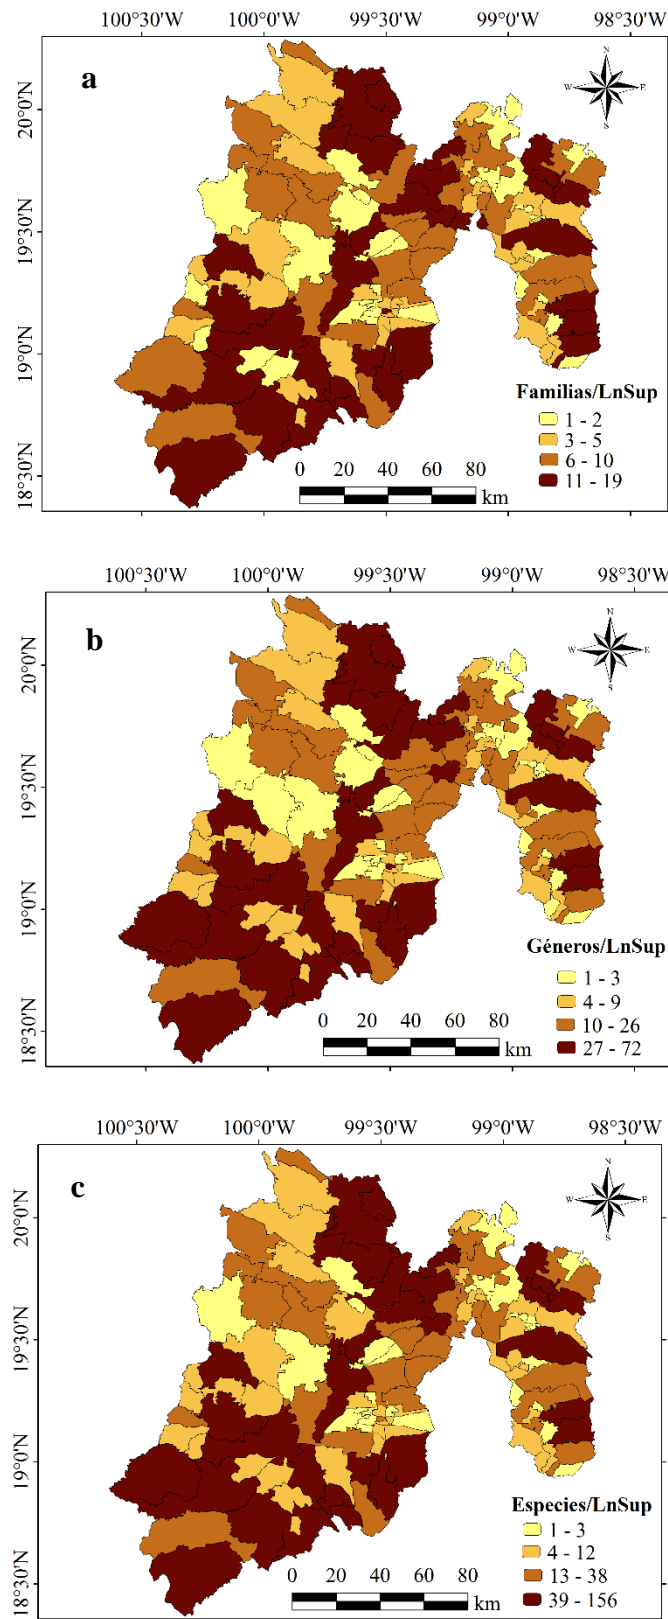 100°30'W 100°0'W 99°30'W 99°0'W 98°30'W
a
N
W E
S
20°0'N
19°30'N
19°0'N
18°30'N
Familias/LnSup
1 - 2
3 - 5
6 - 10
11 - 19
0 20 40 60 80
km
100°30'W 100°0'W 99°30'W 99°0'W 98°30'W
b
N
W E
S
20°0'N
19°30'N
19°0'N
18°30'N
Géneros/LnSup
1 - 3
4 - 9
10 - 26
27 - 72
0 20 40 60 80
km
100°30'W 100°0'W 99°30'W 99°0'W 98°30'W
c
N
W E
S
20°0'N
19°30'N
19°0'N
18°30'N
Especies/LnSup
1 - 3
4 - 12
13 - 38
39 - 156
0 20 40 60 80
km